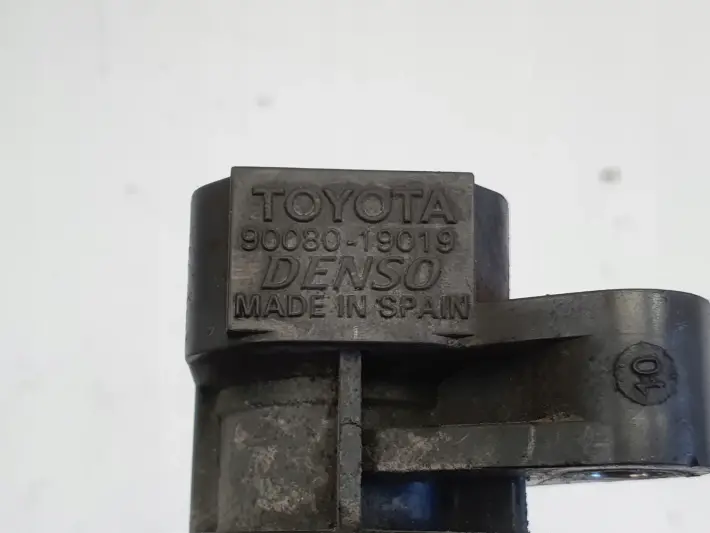 TOYOTA
90080-19019
DENSO
MADE IN SPAIN
10